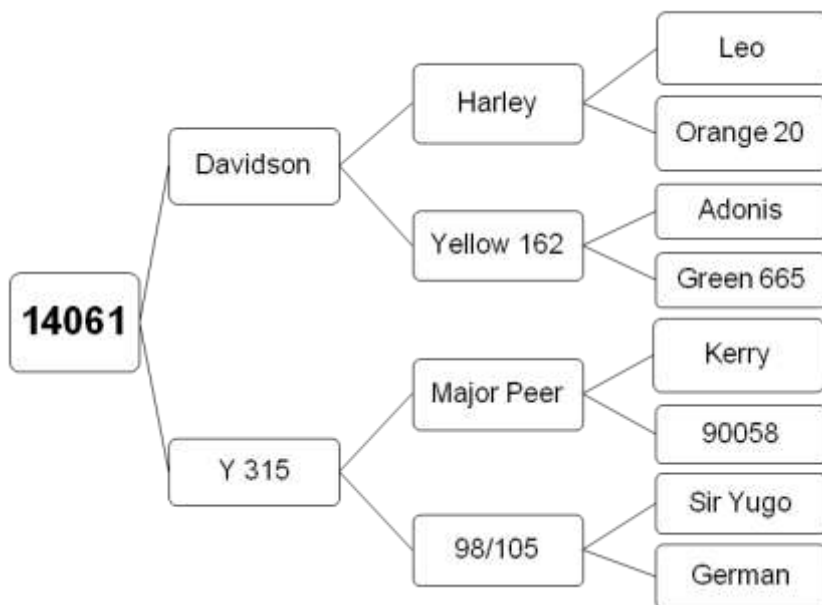 Leo
Harley
Orange 20
Davidson
Adonis
Yellow 162
Green 665
14061
Kerry
Major Peer
90058
Y 315
Sir Yugo
98/105
German